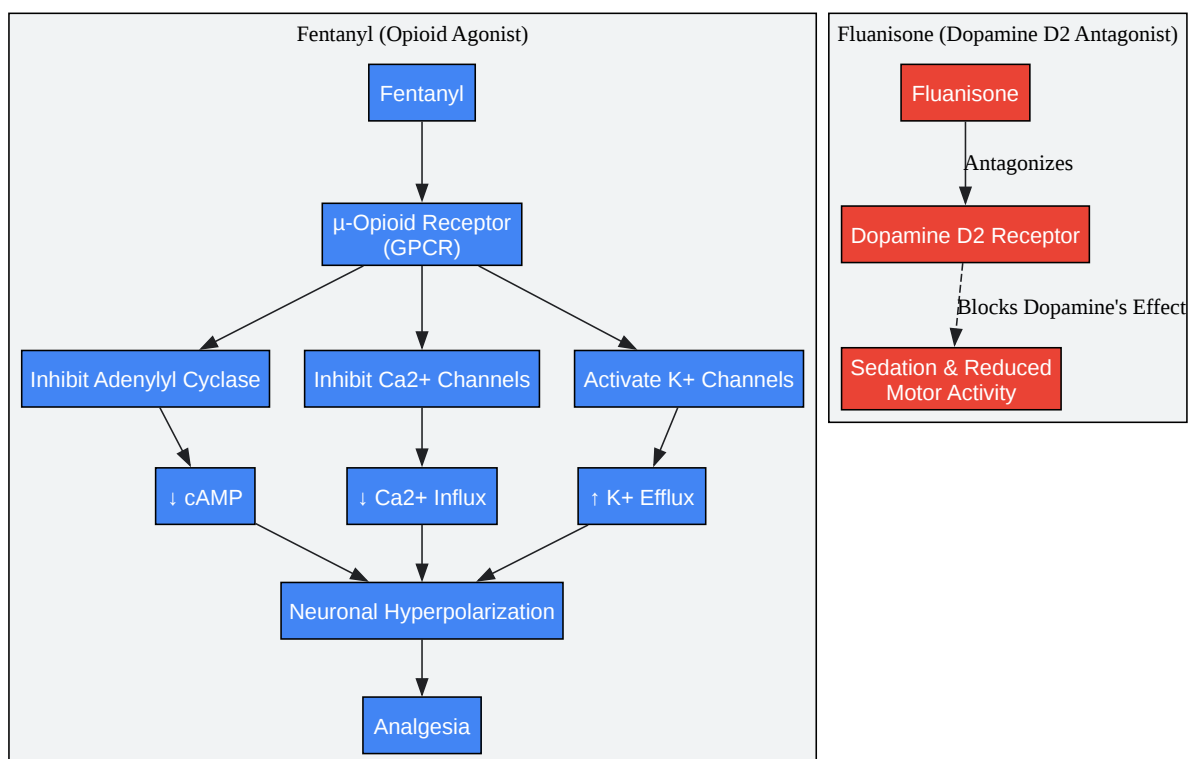 Fentanyl (Opioid Agonist)
Fentanyl
µ-Opioid Receptor
(GPCR)
Inhibit Adenylyl Cyclase
Inhibit Ca2+ Channels
Activate K+ Channels
↓ cAMP
↓ Ca2+ Influx
↑ K+ Efflux
Neuronal Hyperpolarization
Analgesia
Fluanisone (Dopamine D2 Antagonist)
Fluanisone
Antagonizes
Dopamine D2 Receptor
Blocks Dopamine's Effect
Sedation & Reduced
Motor Activity